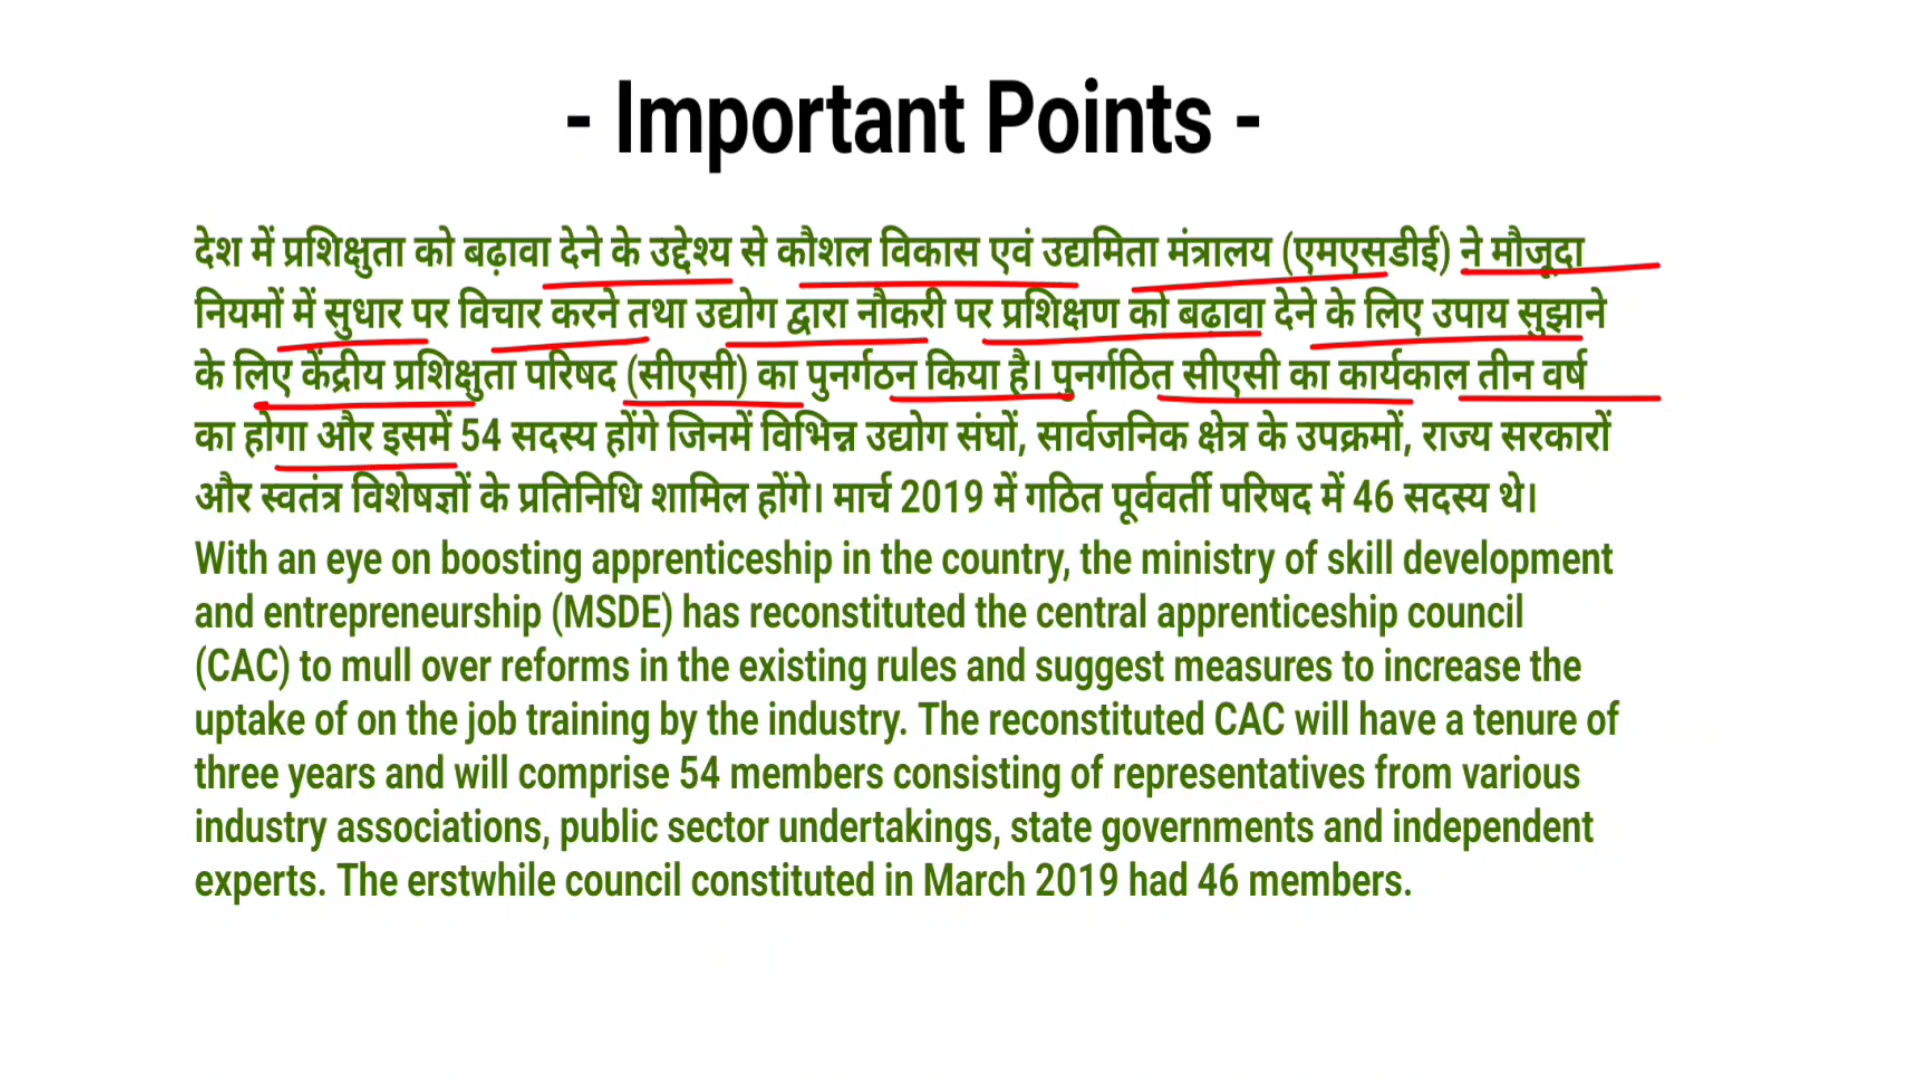 - Important Points -
देश में प्रशिक्षुता को बढ़ावा देने के उद्देश्य से कौशल विकास एवं उद्यमिता मंत्रालय (एमएसडीई) ने मौजूदा
नियमों में सुधार पर विचार करने तथा उद्योग द्वारा नौकरी पर प्रशिक्षण को बढ़ावा देने के लिए उपाय सुझाने
के लिए केंद्रीय प्रशिक्षुता परिषद (सीएसी) का पुनर्गठन किया है। पुनर्गठित सीएसी का कार्यकाल तीन वर्ष
का होगा और इसमें 54 सदस्य होंगे जिनमें विभिन्न उद्योग संघों, सार्वजनिक क्षेत्र के उपक्रमों, राज्य सरकारों
और स्वतंत्र विशेषज्ञों के प्रतिनिधि शामिल होंगे। मार्च 2019 में गठित पूर्ववर्ती परिषद में 46 सदस्य थे।
With an eye on boosting apprenticeship in the country, the ministry of skill development
and entrepreneurship (MSDE) has reconstituted the central apprenticeship council
(CAC) to mull over reforms in the existing rules and suggest measures to increase the
uptake of on the job training by the industry. The reconstituted CAC will have a tenure of
three years and will comprise 54 members consisting of representatives from various
industry associations, public sector undertakings, state governments and independent
experts. The erstwhile council constituted in March 2019 had 46 members.